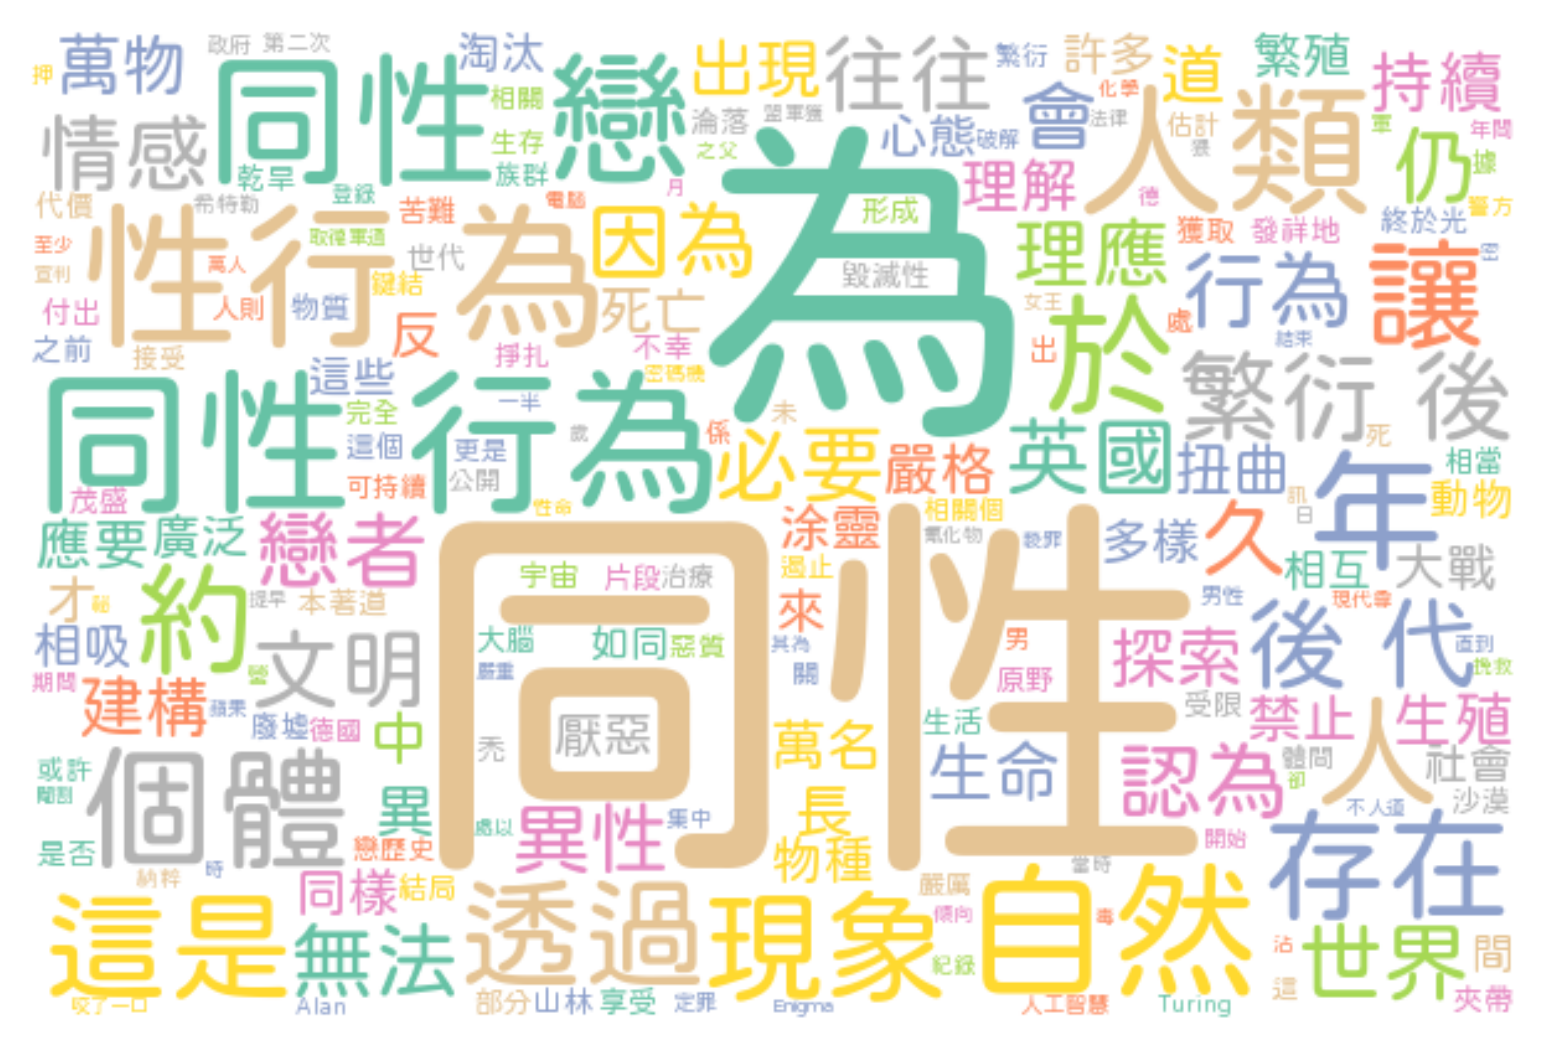 政府 第二次
萬物
押
同性戀
淘汰
相關
生存
族群
出現
往往
繁衍
許多
道
繁殖
持續
情感
乾旱
希特勒
登錄
淪落
之父
心態
破解
會
化學
法律
估計
人類
仍
軍
年間
據
警方
代價
至少
宣判
性行為
取得軍通
萬人
人則
物質
世代
鍵結
苦難
電腦
月
因為
死亡
為
形成
毀滅性
理解
德
獲取
發祥地
終於光
理應
女王
行為
讓
付出
之前
接受
反
掙扎
不幸
密碼機
於
出
處
結束
這些
同性行為
完全
這個
可持續
一半
更是
公開
歲
係
未
必要
嚴格
英國
繁衍 後
死
扭曲
年
相當
動物
茂盛
性命
應要
廣泛
戀者
涂靈
相關個
氰化物
多樣
久
日
相互
大戰
才
約
提早
本著道
同性
宇宙
片段
治療
遏止
來
男性
現代
相吸
文明
大腦
如同
惡質
嚴重
其為
關
男
原野
探索
後代
直到
挽救
期間
建構
蘋果
廢墟
德國
中
禿
厭惡
萬名
生活
受限
禁止
生殖
或許
個體
生命
認為
體間
卻
人
社會
沙漠
是否
異
戀歷史
處以
異性
集中
長
物種
開始
不人道
納粹
時
同樣
結局
嚴厲
當時
存在
這是
無法
透過
現象
傾向
紀錄
自然
毒
沾
世界
間
哎了一口
Alan
部分
山林
享受
定罪
Enigma
人工智慧
Turing
這
夾帶